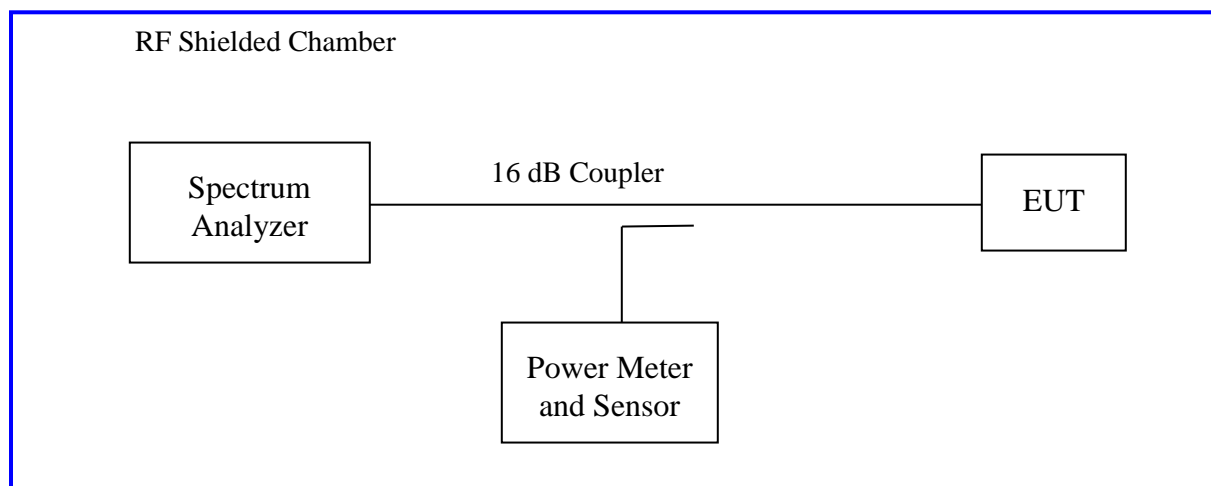 RF Shielded Chamber
16 dB Coupler
Spectrum
Analyzer
EUT
Power Meter
and Sensor